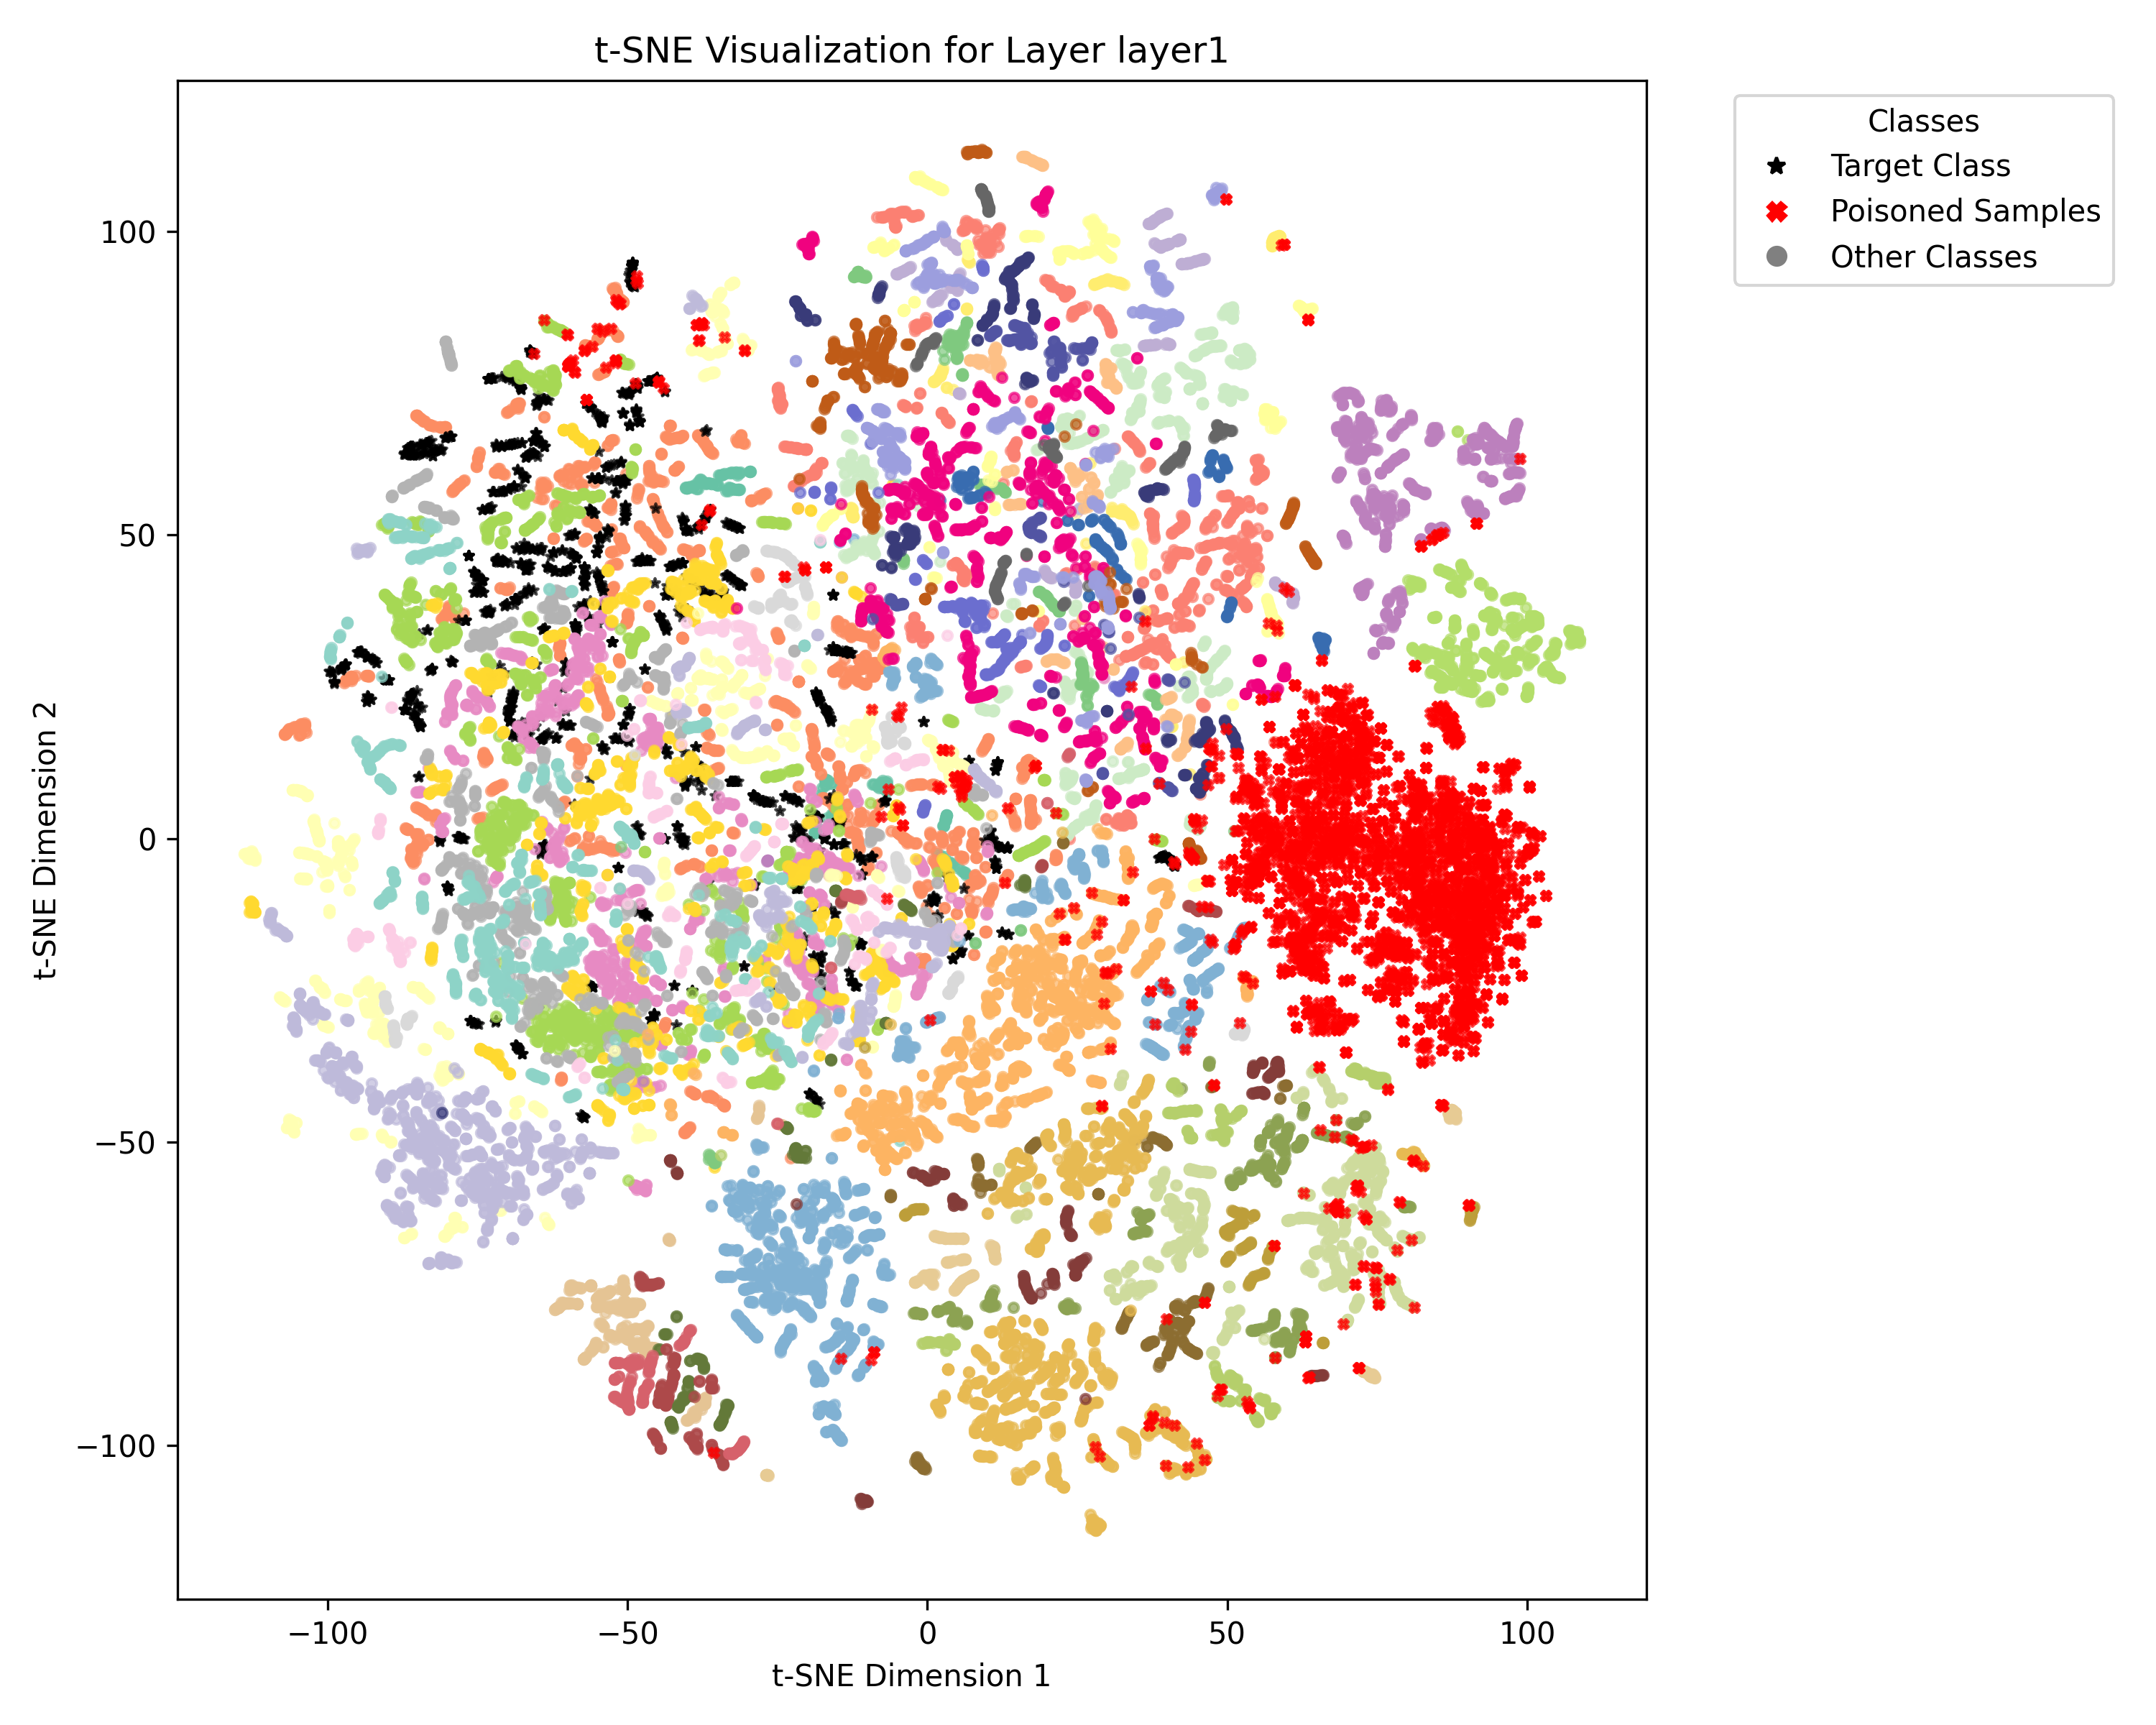 t-SNE Visualization for Layer layer1
Classes
Target Class
Poisoned Samples
Other Classes
100
50
0
−50
−100
t-SNE Dimension 2
−100
−50
0
50
100
t-SNE Dimension 1